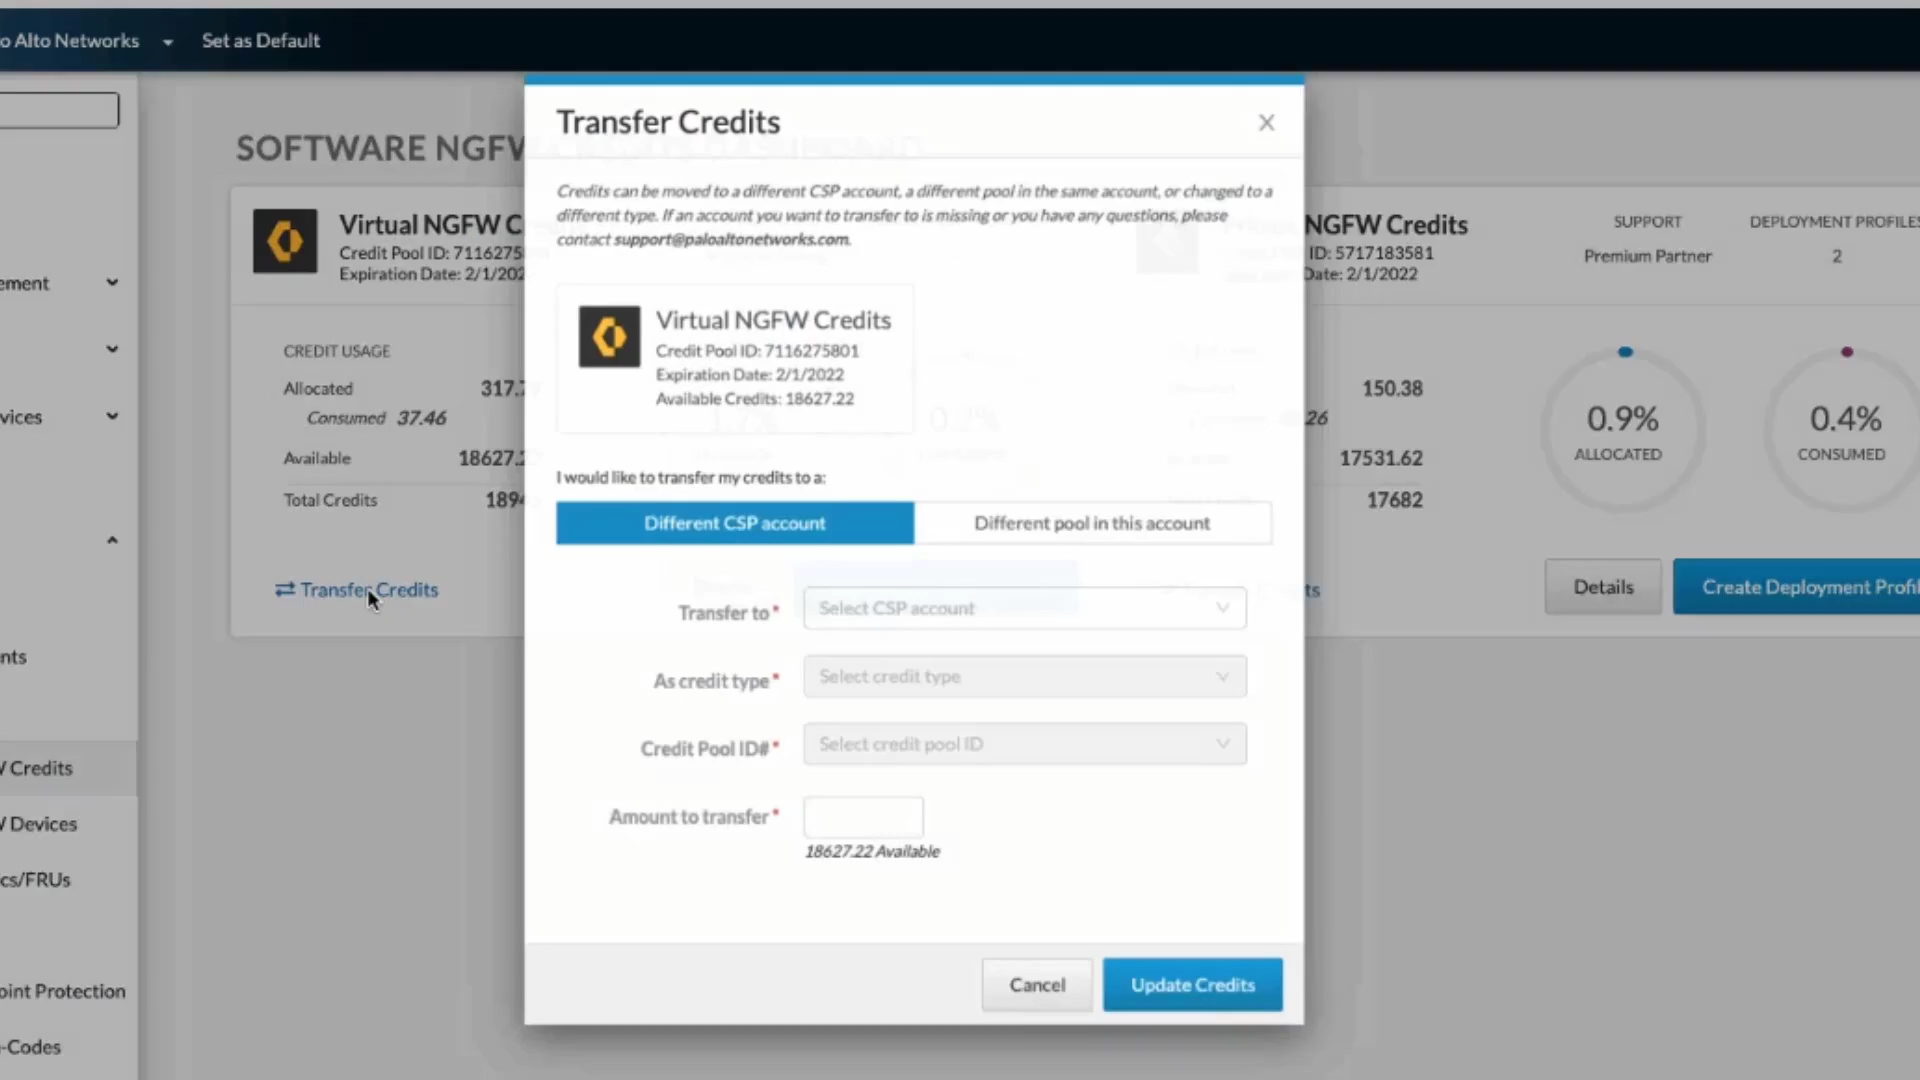 o Alto Networks
Set as Default
SOFTWARE NGFW
Virtual NGFW C
Credit Pool ID: 7116275
Expiration Date: 2/1/202
CREDIT USAGE
Allocated 317.
Consumed 37.46
Available 18627.2
Total Credits 189
Transfer Credits
ement
vices
nts
W Credits
W Devices
cs/FRUs
oint Protection
-Codes
Transfer Credits
Credits can be moved to a different CSP account, a different pool in the same account, or changed to a
different type. If an account you want to transfer to is missing or you have any questions, please
contact support@paloaltonetworks.com.
Virtual NGFW Credits
Credit Pool ID: 7116275801
Expiration Date: 2/1/2022
Available Credits: 18627.22
I would like to transfer my credits to a:
Different CSP account
Different pool in this account
Transfer to* Select CSP account
As credit type* Select credit type
Credit Pool ID#* Select credit pool ID
Amount to transfer*
18627.22 Available
Cancel
Update Credits
NGFW Credits
ID: 5717183581
Date: 2/1/2022
SUPPORT
Premium Partner
DEPLOYMENT PROFILES
2
150.38
26
17531.62
17682
0.9%
ALLOCATED
0.4%
CONSUMED
ts
Details
Create Deployment Profil